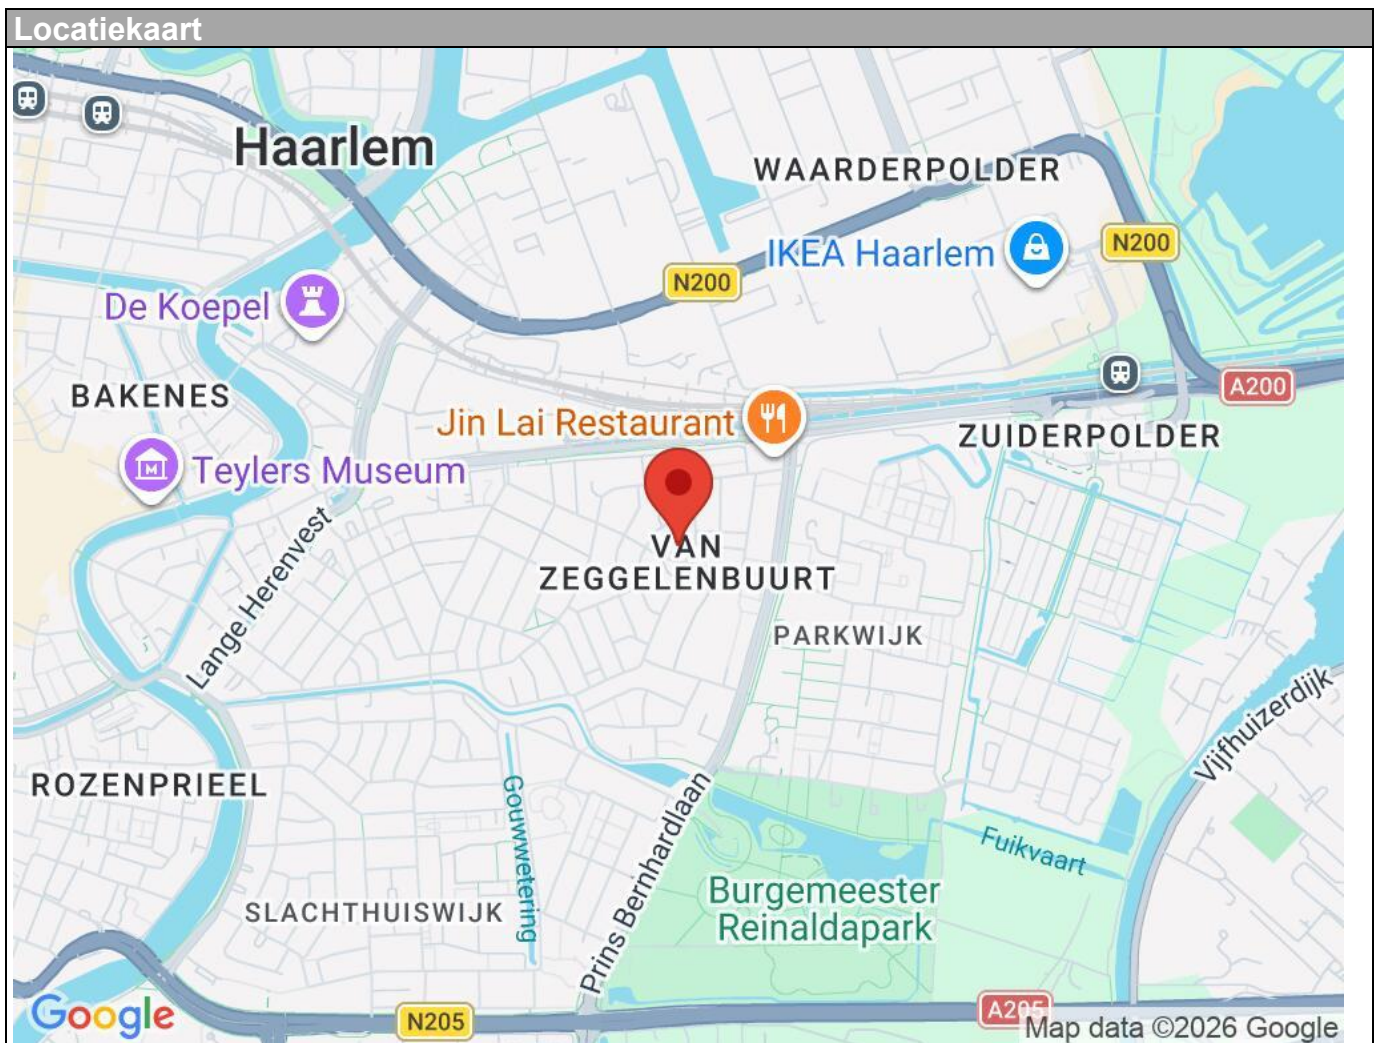 Locatiekaart
Haarlem
WAARDERPOLDER
N200
IKEA Haarlem
N200
De Koepel
A200
BAKENES
Jin Lai Restaurant
ZUIDERPOLDER
Teylers Museum
Lange Herenvest
VAN
ZEGGELENBUURT
PARKWIJK
Vijfhuizerdijk
ROZENPRIEEL
Gouwwetering
Prins Bernhardlaan
Fuikvaart
Burgemeester
Reinaldapark
SLACHTHUISWIJK
Google
N205
A205
Map data ©2026 Google